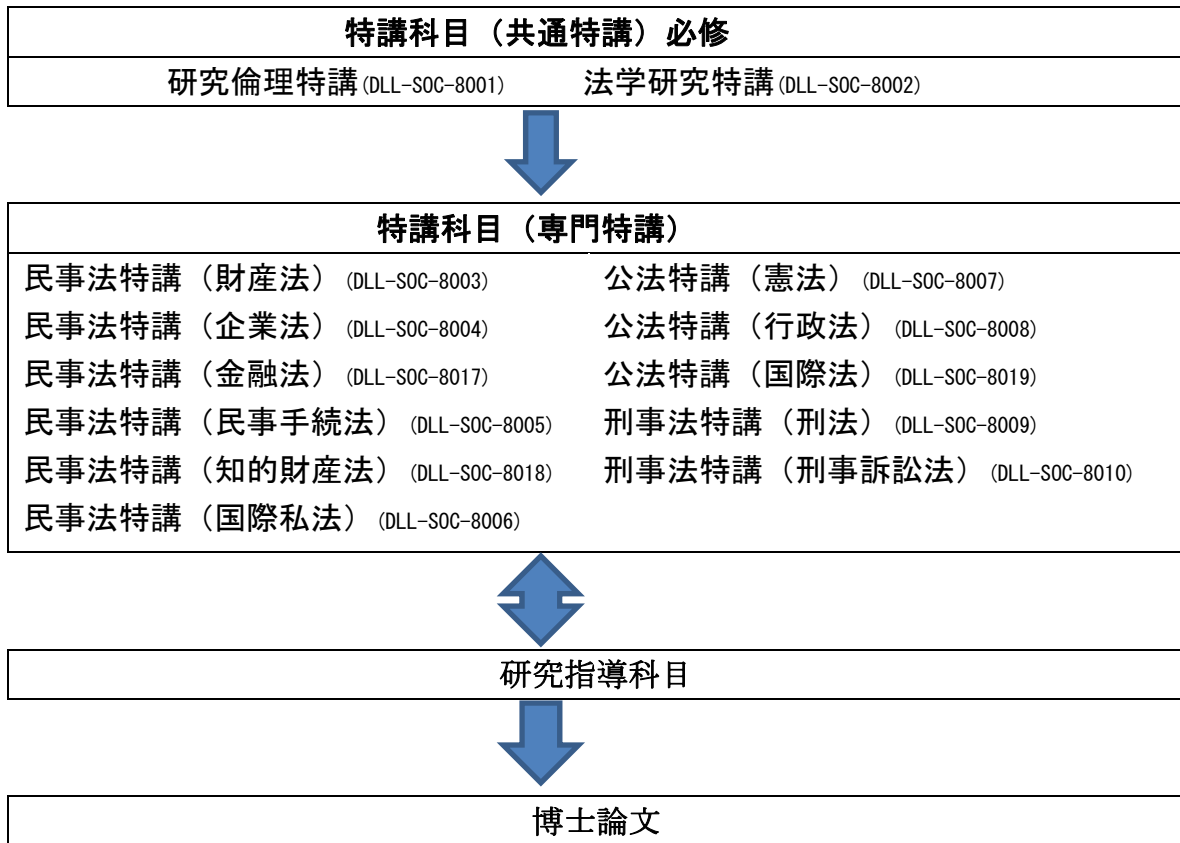 特講科目（共通特講）必修
研究倫理特講(DLL-SOC-8001) 法学研究特講(DLL-SOC-8002)
特講科目（専門特講）
民事法特講（財産法）(DLL-SOC-8003)
民事法特講（企業法）(DLL-SOC-8004)
民事法特講（金融法）(DLL-SOC-8017)
民事法特講（民事手続法）(DLL-SOC-8005)
民事法特講（知的財産法）(DLL-SOC-8018)
民事法特講（国際私法）(DLL-SOC-8006)
公法特講（憲法）(DLL-SOC-8007)
公法特講（行政法）(DLL-SOC-8008)
公法特講（国際法）(DLL-SOC-8019)
刑事法特講（刑法）(DLL-SOC-8009)
刑事法特講（刑事訴訟法）(DLL-SOC-8010)
研究指導科目
博士論文